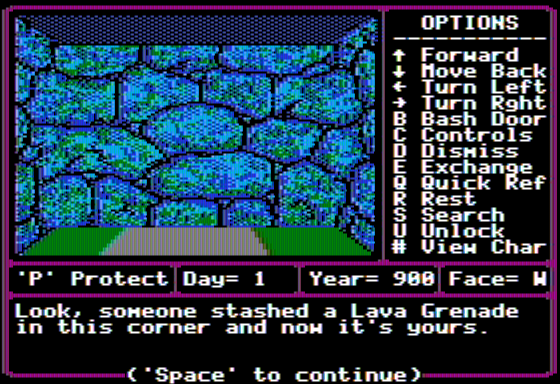 OPTIONS
------------
↑ Forward
↓ Move Back
← Turn Left
→ Turn Rght
B Bash Door
C Controls
D Dismiss
E Exchange
Q Quick Ref
R Rest
S Search
U Unlock
# View Char
'P' Protect Day= 1 Year= 900 Face= W
Look, someone stashed a Lava Grenade
in this corner and now it's yours.
('Space' to continue)